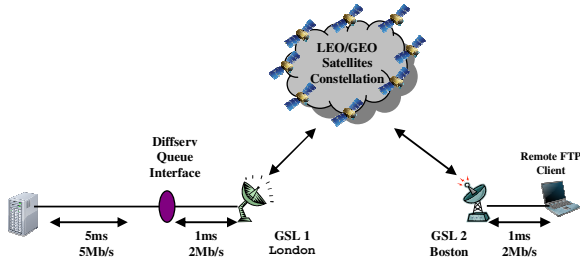 LEO/GEO
Satellites
Constellation
Diffserv
Queue
Interface
Remote FTP
Client
5ms
5Mb/s
1ms
2Mb/s
GSL 1
London
GSL 2
Boston
1ms
2Mb/s